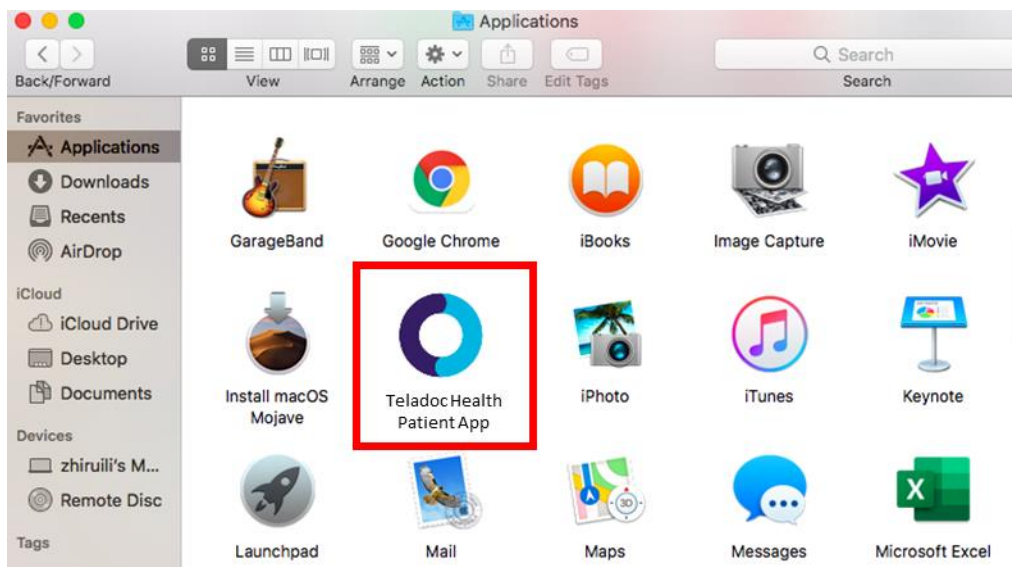 Applications
Search
Back/Forward View Arrange Action Share Edit Tags Search
Favorites
Applications
Downloads
Recents
AirDrop
iCloud
iCloud Drive
Desktop
Documents
Devices
zhiruili's M...
Remote Disc
Tags
GarageBand
Google Chrome
iBooks
Image Capture
iMovie
Install macOS
Mojave
Teladoc Health
Patient App
iPhoto
iTunes
Keynote
Launchpad
Mail
Maps
3D
Messages
X
Microsoft Excel